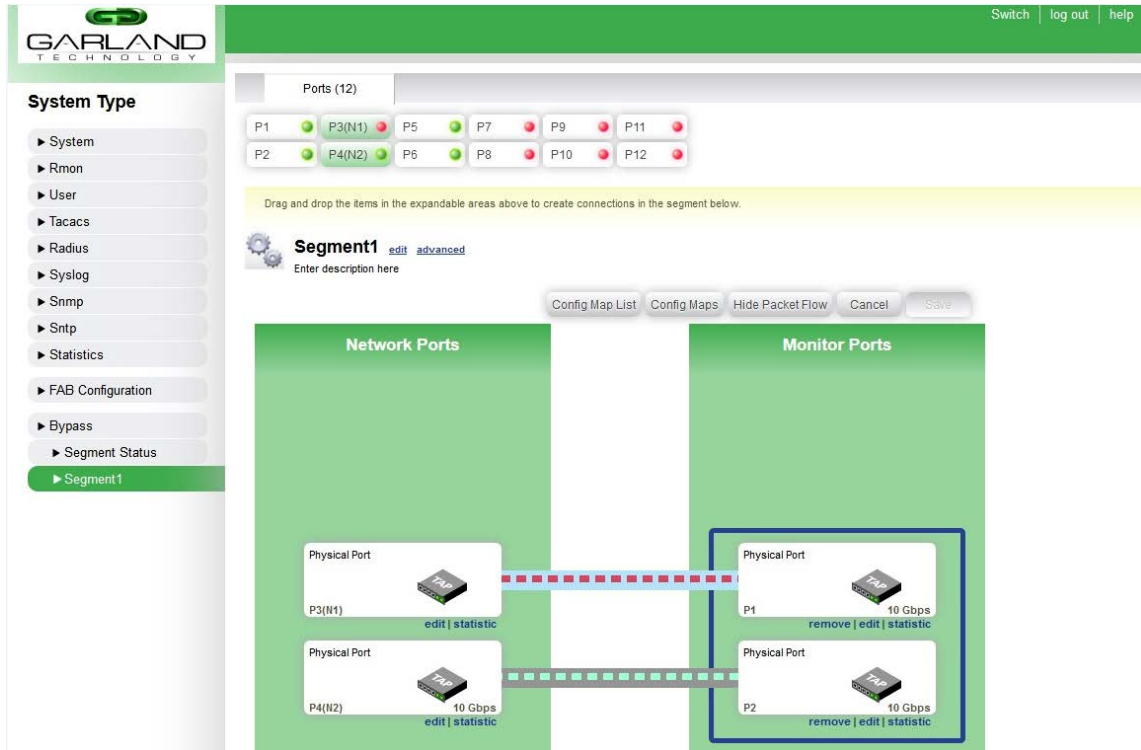 Switch | log out | help
GARLAND
TECHNOLOGY
System Type
System
Rmon
User
Tacacs
Radius
Syslog
Snmp
Sntp
Statistics
FAB Configuration
Bypass
Segment Status
Segment1
Ports (12)
P1 P3(N1) P5 P7 P9 P11
P2 P4(N2) P6 P8 P10 P12
Drag and drop the items in the expandable areas above to create connections in the segment below.
Segment1 edit advanced
Enter description here
Config Map List Config Maps Hide Packet Flow Cancel Save
Network Ports
Monitor Ports
Physical Port
TAP
P3(N1)
edit | statistic
Physical Port
TAP
P1 10 Gbps
remove | edit | statistic
Physical Port
TAP
P4(N2) 10 Gbps
edit | statistic
Physical Port
TAP
P2 10 Gbps
remove | edit | statistic